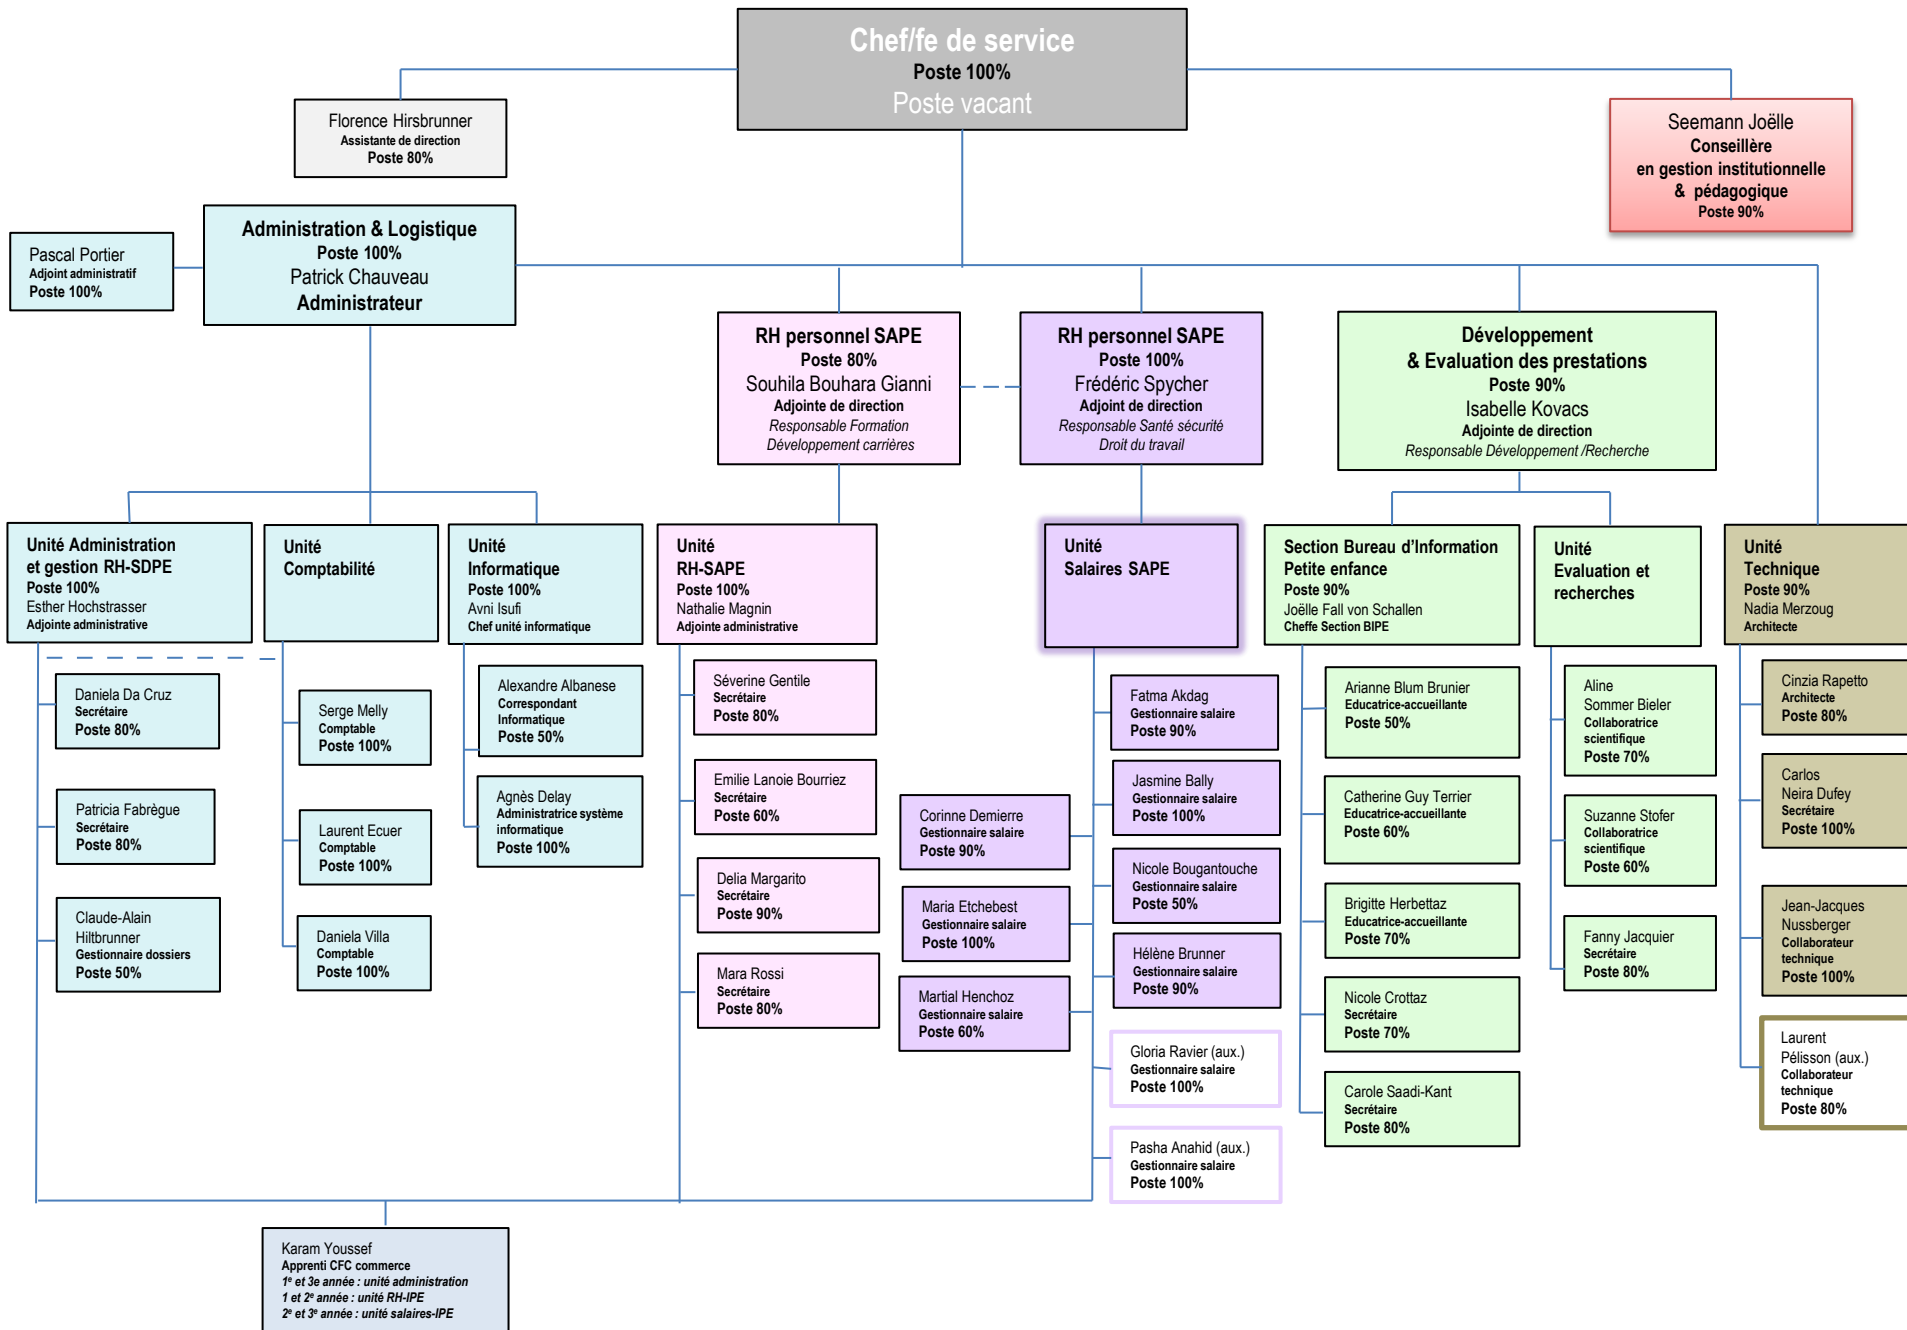 Chef/fe de service
Poste 100%
Poste vacant
Florence Hirsbrunner
Assistante de direction
Poste 80%
Seemann Joëlle
Conseillère
en gestion institutionnelle
& pédagogique
Poste 90%
Pascal Portier
Adjoint administratif
Poste 100%
Administration & Logistique
Poste 100%
Patrick Chauveau
Administrateur
RH personnel SAPE
Poste 80%
Souhila Bouhara Gianni
Adjointe de direction
Responsable Formation
Développement carrières
RH personnel SAPE
Poste 100%
Frédéric Spycher
Adjoint de direction
Responsable Santé sécurité
Droit du travail
Développement
& Evaluation des prestations
Poste 90%
Isabelle Kovacs
Adjointe de direction
Responsable Développement /Recherche
Unité Administration
et gestion RH-SDPE
Poste 100%
Esther Hochstrasser
Adjointe administrative
Unité
Comptabilité
Unité
Informatique
Poste 100%
Avni Isufi
Chef unité informatique
Unité
RH-SAPE
Poste 100%
Nathalie Magnin
Adjointe administrative
Unité
Salaires SAPE
Section Bureau d'Information
Petite enfance
Poste 90%
Joëlle Fall von Schallen
Cheffe Section BIPE
Unité
Evaluation et
recherches
Unité
Technique
Poste 90%
Nadia Merzoug
Architecte
Daniela Da Cruz
Secrétaire
Poste 80%
Patricia Fabrègue
Secrétaire
Poste 80%
Claude-Alain
Hiltbrunner
Gestionnaire dossiers
Poste 50%
Serge Melly
Comptable
Poste 100%
Laurent Ecuer
Comptable
Poste 100%
Daniela Villa
Comptable
Poste 100%
Alexandre Albanese
Correspondant
Informatique
Poste 50%
Agnès Delay
Administratrice système
informatique
Poste 100%
Séverine Gentile
Secrétaire
Poste 80%
Emilie Lanoie Bourriez
Secrétaire
Poste 60%
Delia Margarito
Secrétaire
Poste 90%
Mara Rossi
Secrétaire
Poste 80%
Corinne Demierre
Gestionnaire salaire
Poste 90%
Maria Etchebest
Gestionnaire salaire
Poste 100%
Martial Henchoz
Gestionnaire salaire
Poste 60%
Fatma Akdag
Gestionnaire salaire
Poste 90%
Jasmine Bally
Gestionnaire salaire
Poste 100%
Nicole Bougantouche
Gestionnaire salaire
Poste 50%
Hélène Brunner
Gestionnaire salaire
Poste 90%
Gloria Ravier (aux.)
Gestionnaire salaire
Poste 100%
Pasha Anahid (aux.)
Gestionnaire salaire
Poste 100%
Arianne Blum Brunier
Educatrice-accueillante
Poste 50%
Catherine Guy Terrier
Educatrice-accueillante
Poste 60%
Brigitte Herbettaz
Educatrice-accueillante
Poste 70%
Nicole Crottaz
Secrétaire
Poste 70%
Carole Saadi-Kant
Secrétaire
Poste 80%
Aline
Sommer Bieler
Collaboratrice
scientifique
Poste 70%
Suzanne Stofer
Collaboratrice
scientifique
Poste 60%
Fanny Jacquier
Secrétaire
Poste 80%
Cinzia Rapetto
Architecte
Poste 80%
Carlos
Neira Dufey
Secrétaire
Poste 100%
Jean-Jacques
Nussberger
Collaborateur
technique
Poste 100%
Laurent
Pélisson (aux.)
Collaborateur
technique
Poste 80%
Karam Youssef
Apprenti CFC commerce
1e et 3e année : unité administration
1 et 2e année : unité RH-IPE
2e et 3e année : unité salaires-IPE